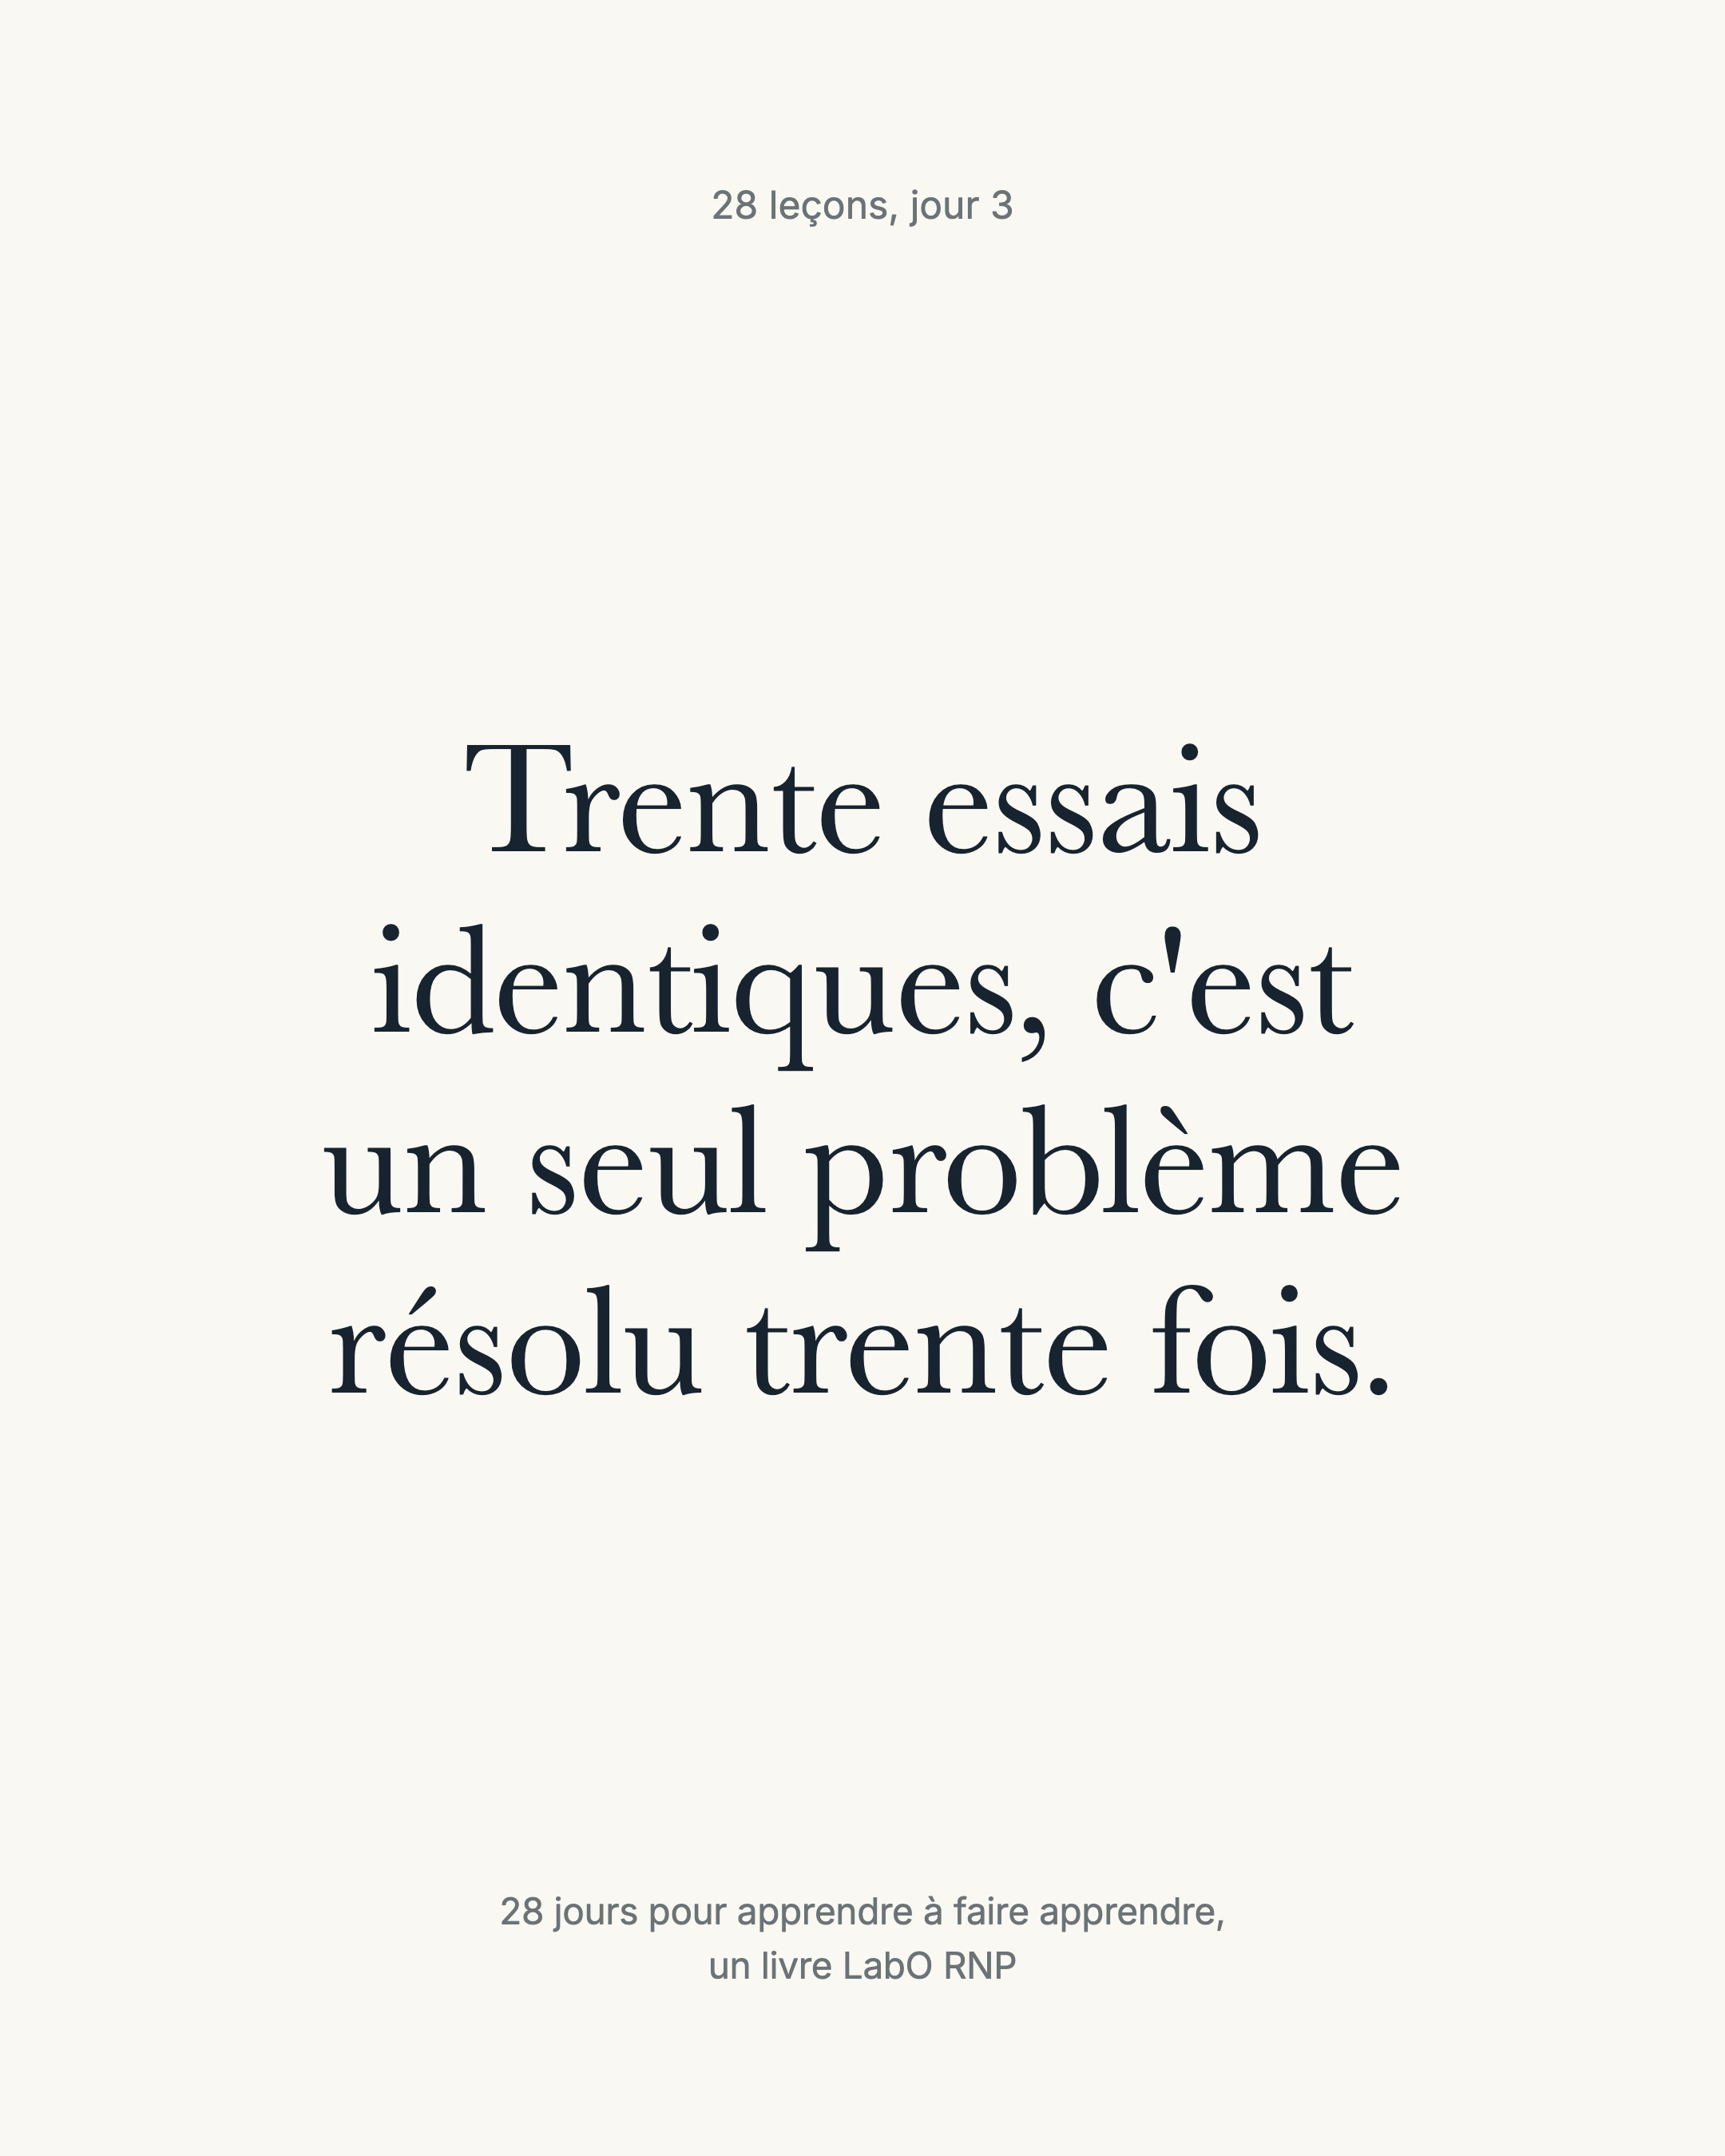 28 leçons, jour 3
Trente essais
identiques, c'est
un seul problème
résolu trente fois.
28 jours pour apprendre à faire apprendre,
un livre LabO RNP